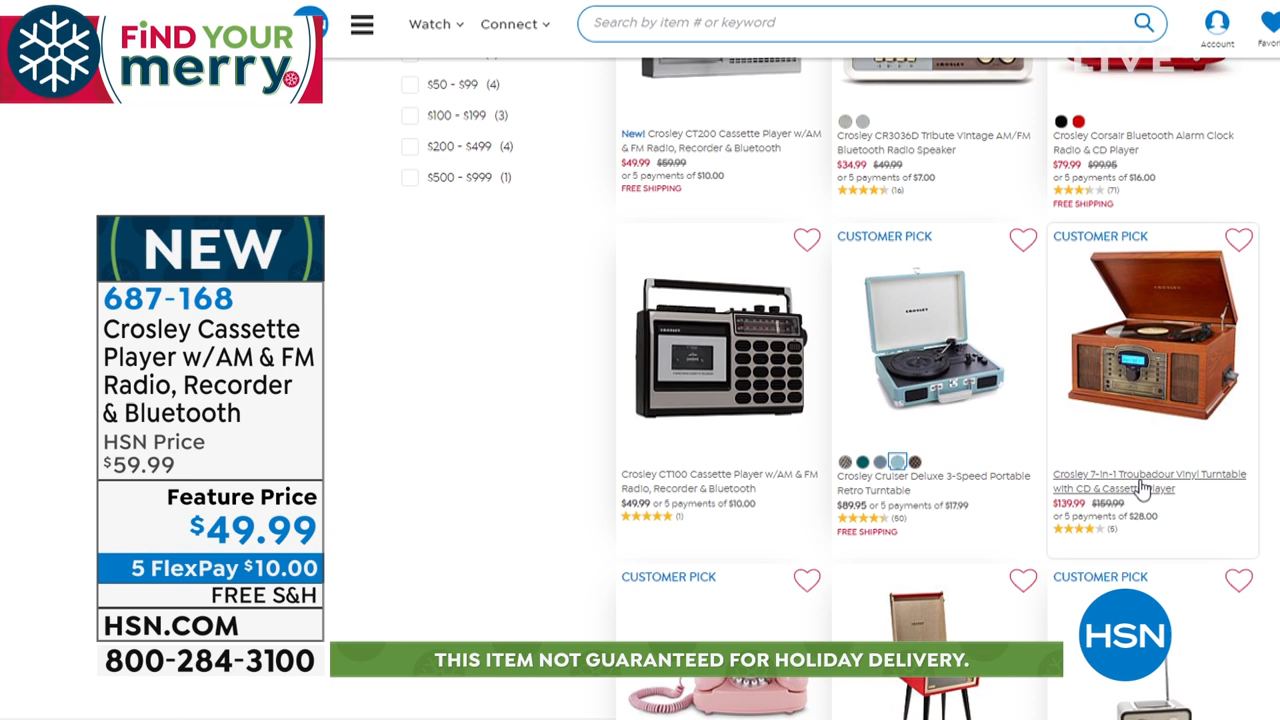 FiND YOUR
merry.
Watch
Connect
Search by item # or keyword
Account
LIVE
$50 - $99 (4)
$100 - $199 (3)
$200 - $499 (4)
$500 - $999 (1)
New! Crosley CT200 Cassette Player w/AM
& FM Radio, Recorder & Bluetooth
$49.99 $59.99
or 5 payments of $10.00
FREE SHIPPING
Crosley CR3036D Tribute Vintage AM/FM
Bluetooth Radio Speaker
$34.99 $49.99
or 5 payments of $7.00
(16)
Crosley Corsair Bluetooth Alarm Clock
Radio & CD Player
$79.99 $99.95
or 5 payments of $16.00
(71)
FREE SHIPPING
NEW
687-168
Crosley Cassette
Player w/AM & FM
Radio, Recorder
& Bluetooth
HSN Price
$59.99
Feature Price
$49.99
5 FlexPay $10.00
FREE S&H
HSN.COM
800-284-3100
CROSLEY
Crosley CT100 Cassette Player w/AM & FM
Radio, Recorder & Bluetooth
$49.99 or 5 payments of $10.00
(1)
CUSTOMER PICK
CROSLEY
Crosley Cruiser Deluxe 3-Speed Portable
Retro Turntable
$89.95 or 5 payments of $17.99
(50)
FREE SHIPPING
CUSTOMER PICK
CROSLEY
Crosley 7-in-1 Troubadour Vinyl Turntable
with CD & Cassette Player
$139.99 $159.99
or 5 payments of $28.00
(5)
CUSTOMER PICK
CUSTOMER PICK
HSN
THIS ITEM NOT GUARANTEED FOR HOLIDAY DELIVERY.